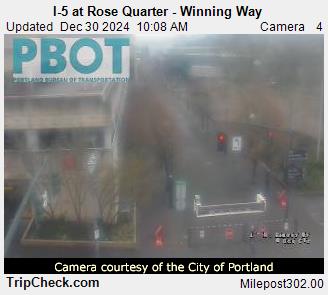 I-5 at Rose Quarter - Winning Way
Updated Dec 30 2024 10:08 AM Camera 4
PBOT
PORTLAND BUREAU OF TRANSPORTATION
Camera courtesy of the City of Portland
TripCheck.com Milepost302.00